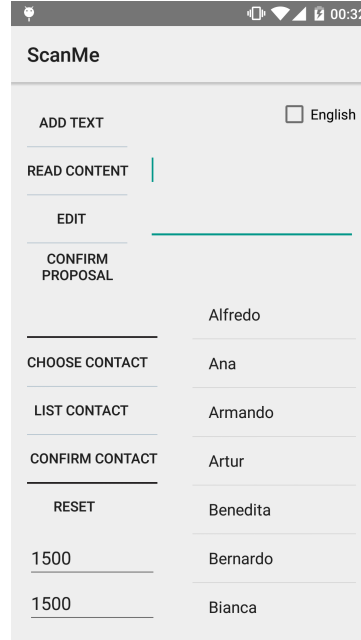 00:32
ScanMe
English
ADD TEXT
READ CONTENT
EDIT
CONFIRM
PROPOSAL
CHOOSE CONTACT
LIST CONTACT
CONFIRM CONTACT
RESET
1500
1500
Alfredo
Ana
Armando
Artur
Benedita
Bernardo
Bianca